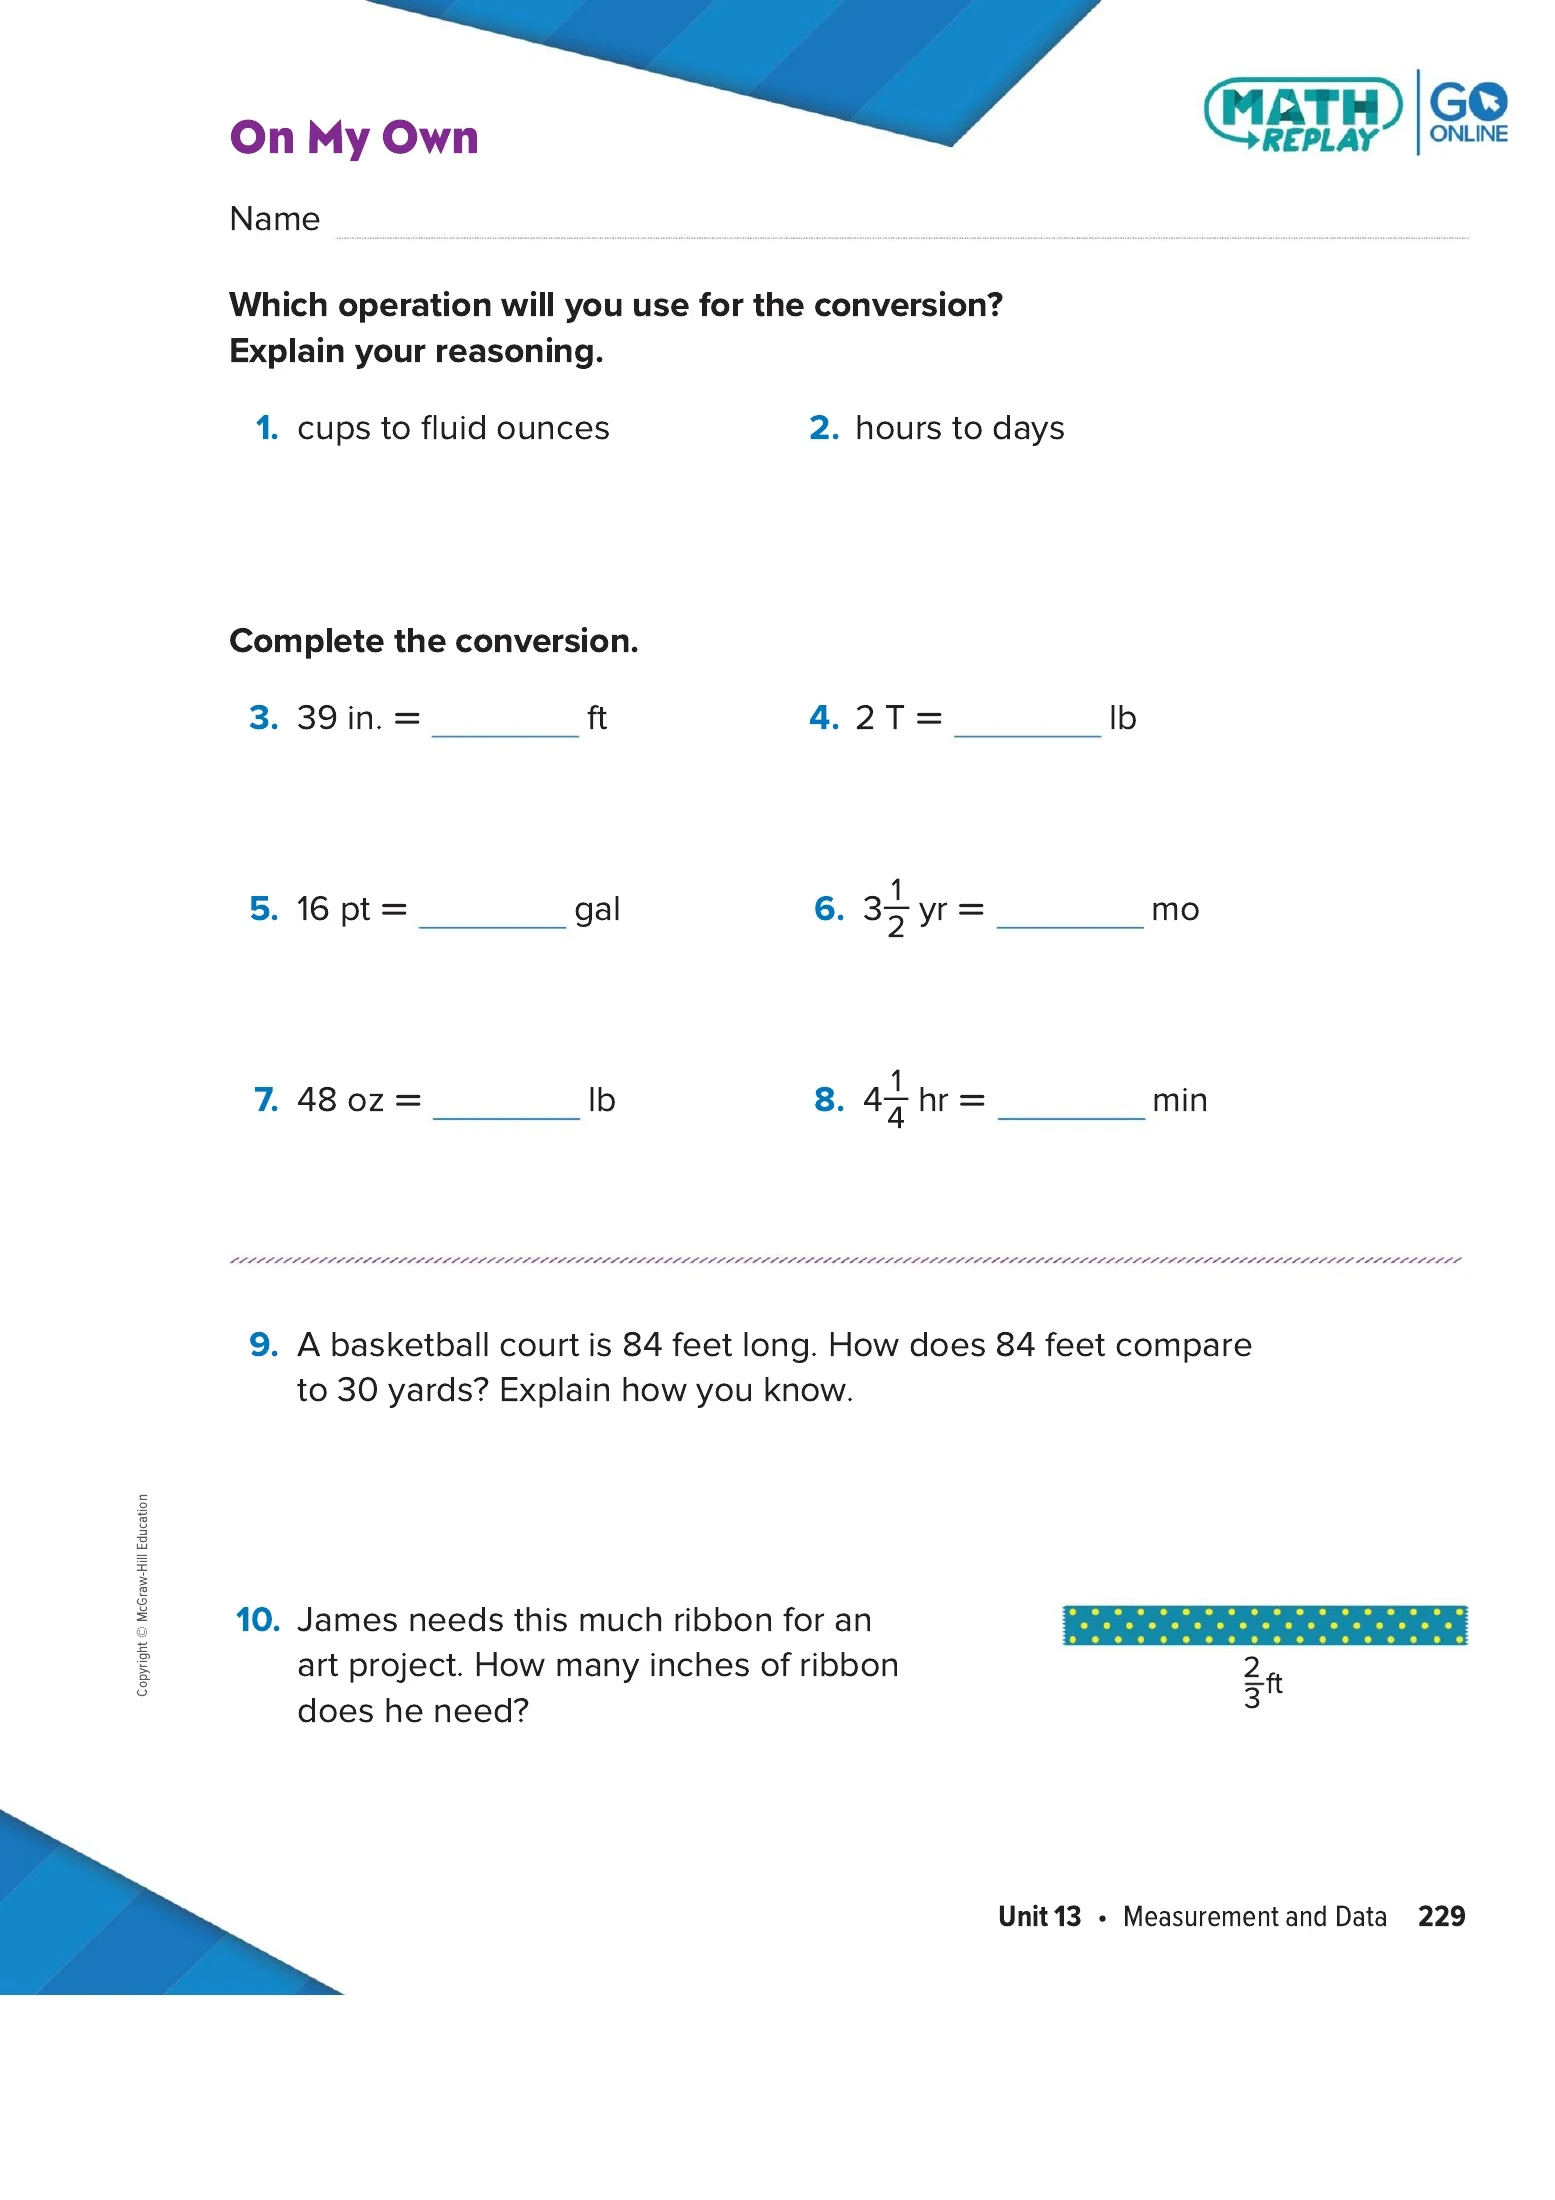 MATH
REPLAY
GO
ONLINE
On My Own
Name
Which operation will you use for the conversion?
Explain your reasoning.
1. cups to fluid ounces
2. hours to days
Complete the conversion.
3. 39 in. = ________ ft
4. 2 T = ________ lb
5. 16 pt = ________ gal
6. 3 1/2 yr = ________ mo
7. 48 oz = ________ lb
8. 4 1/4 hr = ________ min
9. A basketball court is 84 feet long. How does 84 feet compare
to 30 yards? Explain how you know.
10. James needs this much ribbon for an
art project. How many inches of ribbon
does he need?
2/3 ft
Copyright © McGraw-Hill Education
Unit 13 • Measurement and Data 229